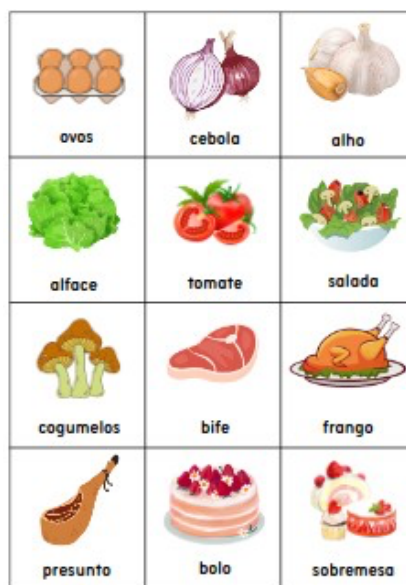 ovos
cebola
alho
alface
tomate
salada
cogumelos
bife
frango
presunto
bolo
sobremesa